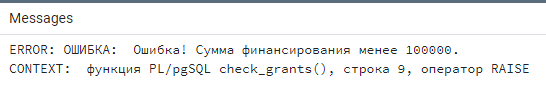 Messages
ERROR: ОШИБКА:  Ошибка! Сумма финансирования менее 100000.
CONTEXT:  функция PL/pgSQL check_grants(), строка 9, оператор RAISE